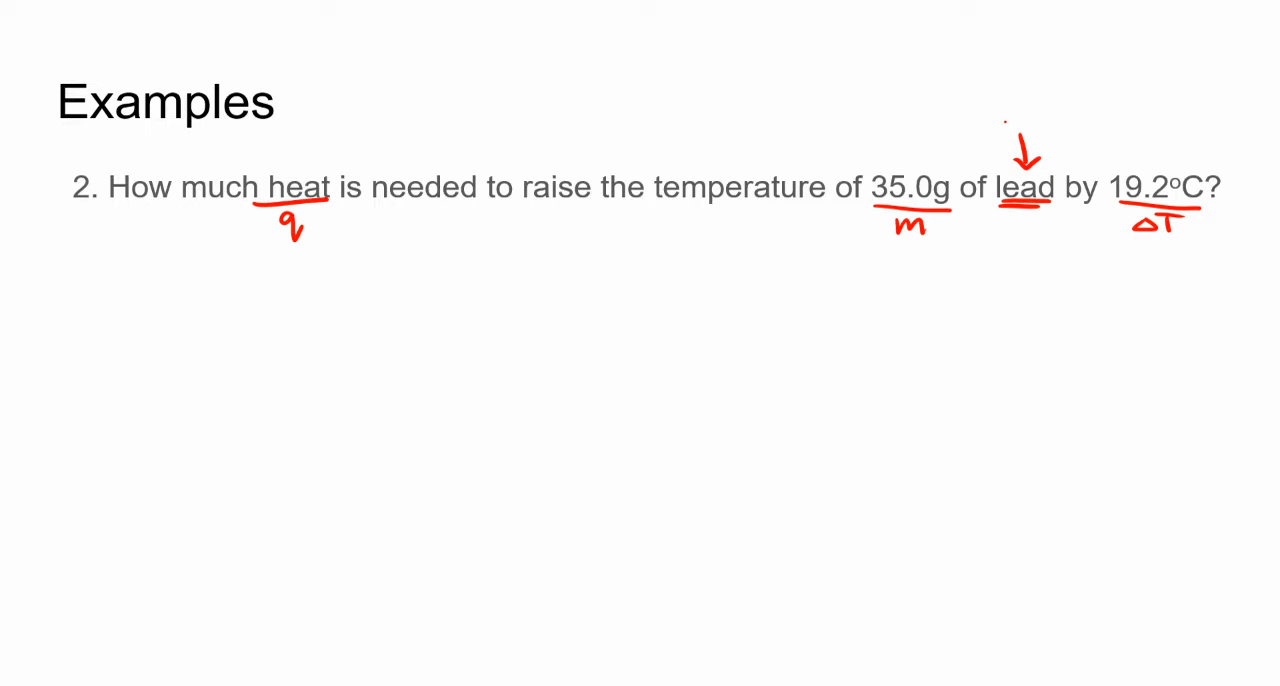 Examples
2. How much heat is needed to raise the temperature of 35.0g of lead by 19.2°C?
q m ΔT